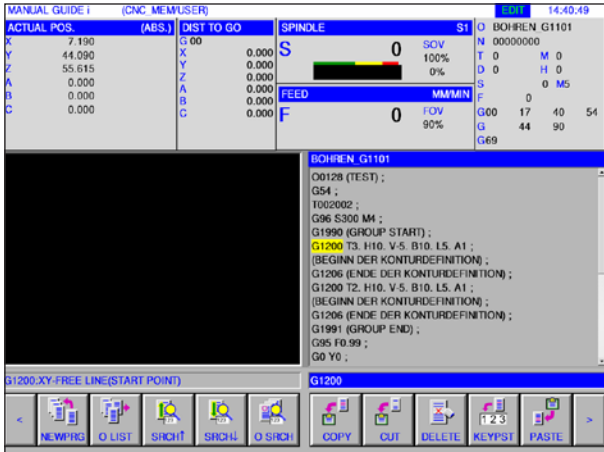 MANUAL GUIDE i (CNC_MEM/USER) EDIT 14:40:49
ACTUAL POS. (ABS.) DIST TO GO SPINDLE S1 O BOHREN_G1101
X 7.190 G 00 N 00000000
Y 44.090 X 0.000 S 0 SOV 100% T 0 M 0
Z 55.615 Y 0.000 0% D 0 H 0
A 0.000 Z 0.000 S 0 M5
B 0.000 A 0.000 FEED MM/MIN F 0
C 0.000 B 0.000 G00 17 40 54
C 0.000 F 0 FOV 90% G 44 90
G69
BOHREN_G1101
O0128 (TEST) ;
G54 ;
T002002 ;
G96 S300 M4 ;
G1990 (GROUP START) ;
G1200 T3. H10. V-5. B10. L5. A1 ;
(BEGINN DER KONTURDEFINITION) ;
G1206 (ENDE DER KONTURDEFINITION) ;
G1200 T2. H10. V-5. B10. L5. A1 ;
(BEGINN DER KONTURDEFINITION) ;
G1206 (ENDE DER KONTURDEFINITION) ;
G1991 (GROUP END) ;
G95 F0.99 ;
G0 Y0 ;
G1200:XY-FREE LINE(START POINT) G1200
< NEWPRG O LIST SRCH↑ SRCH↓ O SRCH COPY CUT DELETE KEYPST PASTE >